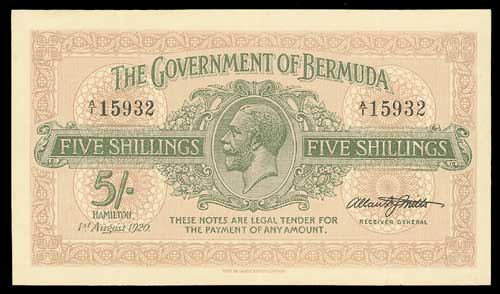 THE GOVERNMENT OF BERMUDA
A/1 15932 A/1 15932
FIVE SHILLINGS FIVE SHILLINGS
5/-
HAMILTON,
1st August 1920.
THESE NOTES ARE LEGAL TENDER FOR
THE PAYMENT OF ANY AMOUNT.
RECEIVER GENERAL